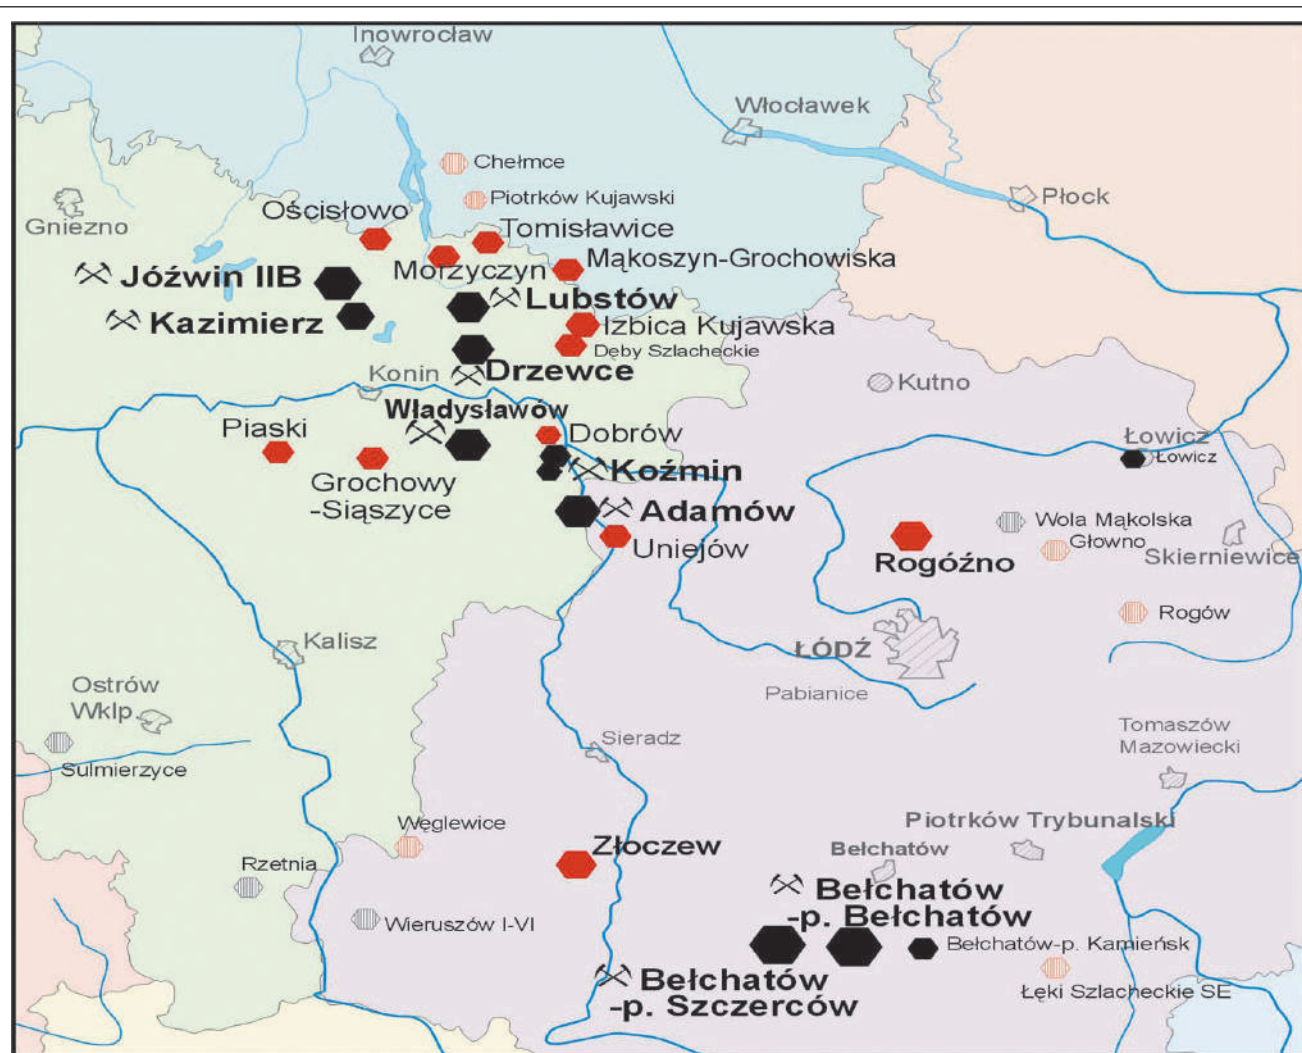 Inowrocław
Włocławek
Chełmce
Płock
Gniezno
Piotrków Kujawski
Ościsłowo
Tomisławice
Morzyczyn
Mąkoszyn-Grochowiska
Jóźwin IIB
Lubstów
Kazimierz
Izbica Kujawska
Dęby Szlacheckie
Konin
Drzewce
Kutno
Władysławów
Piaski
Dobrów
Łowicz
Łowicz
Koźmin
Grochowy
-Siąszyce
Adamów
Wola Mąkolska
Głowno
Uniejów
Rogóźno
Skierniewice
Rogów
Kalisz
ŁÓDŹ
Ostrów
Wklp
Pabianice
Sieradz
Tomaszów
Mazowiecki
Sulmierzyce
Węglewice
Piotrków Trybunalski
Złoczew
Bełchatów
Rzetnia
Bełchatów
-p. Bełchatów
Wieruszów I-VI
Bełchatów-p. Kamieńsk
Bełchatów
-p. Szczerców
Łęki Szlacheckie SE